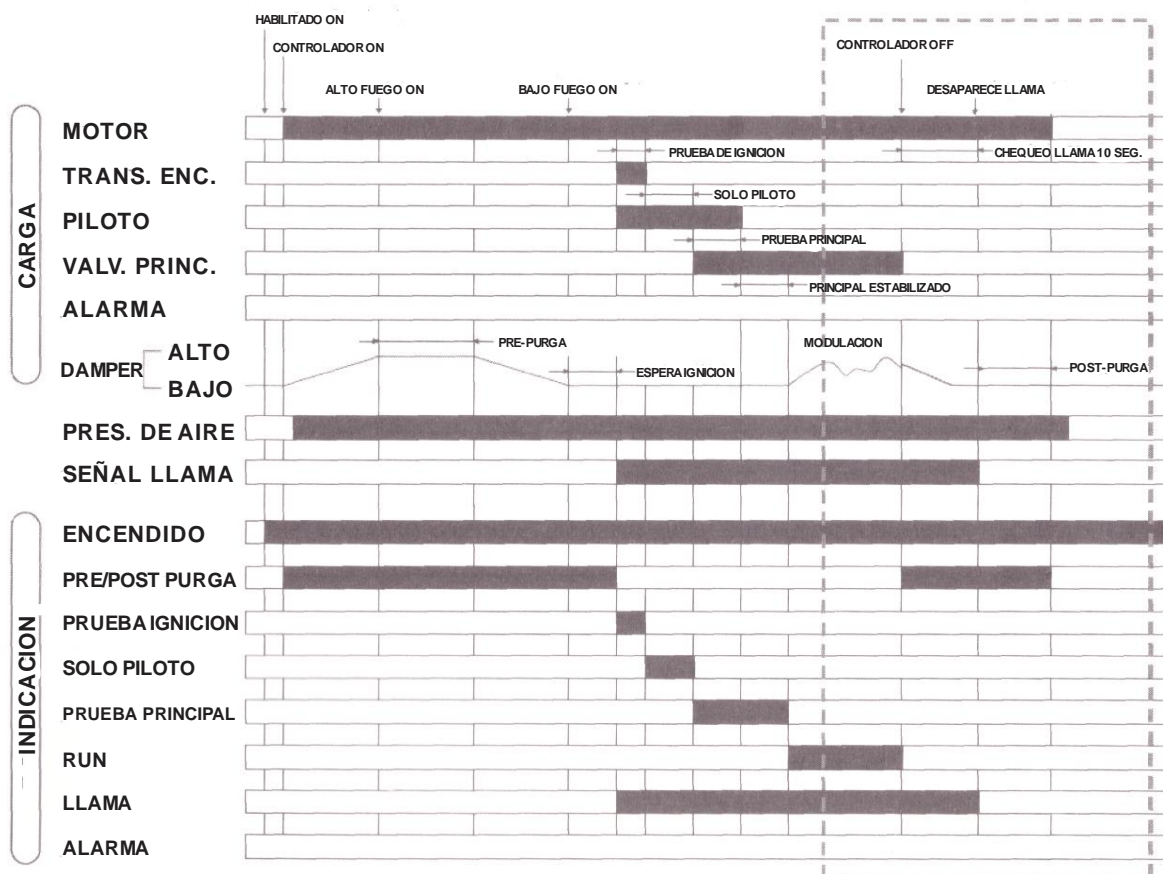 HABILITADO ON
CONTROLADOR ON
CONTROLADOR OFF
ALTO FUEGO ON
BAJO FUEGO ON
DESAPARECE LLAMA
CARGA
MOTOR
PRUEBA DE IGNICION
CHEQUEO LLAMA 10 SEG.
TRANS. ENC.
SOLO PILOTO
PILOTO
PRUEBA PRINCIPAL
VALV. PRINC.
PRINCIPAL ESTABILIZADO
ALARMA
DAMPER
ALTO
BAJO
PRE-PURGA
MODULACION
ESPERA IGNICION
POST-PURGA
PRES. DE AIRE
SEÑAL LLAMA
INDICACION
ENCENDIDO
PRE/POST PURGA
PRUEBA IGNICION
SOLO PILOTO
PRUEBA PRINCIPAL
RUN
LLAMA
ALARMA